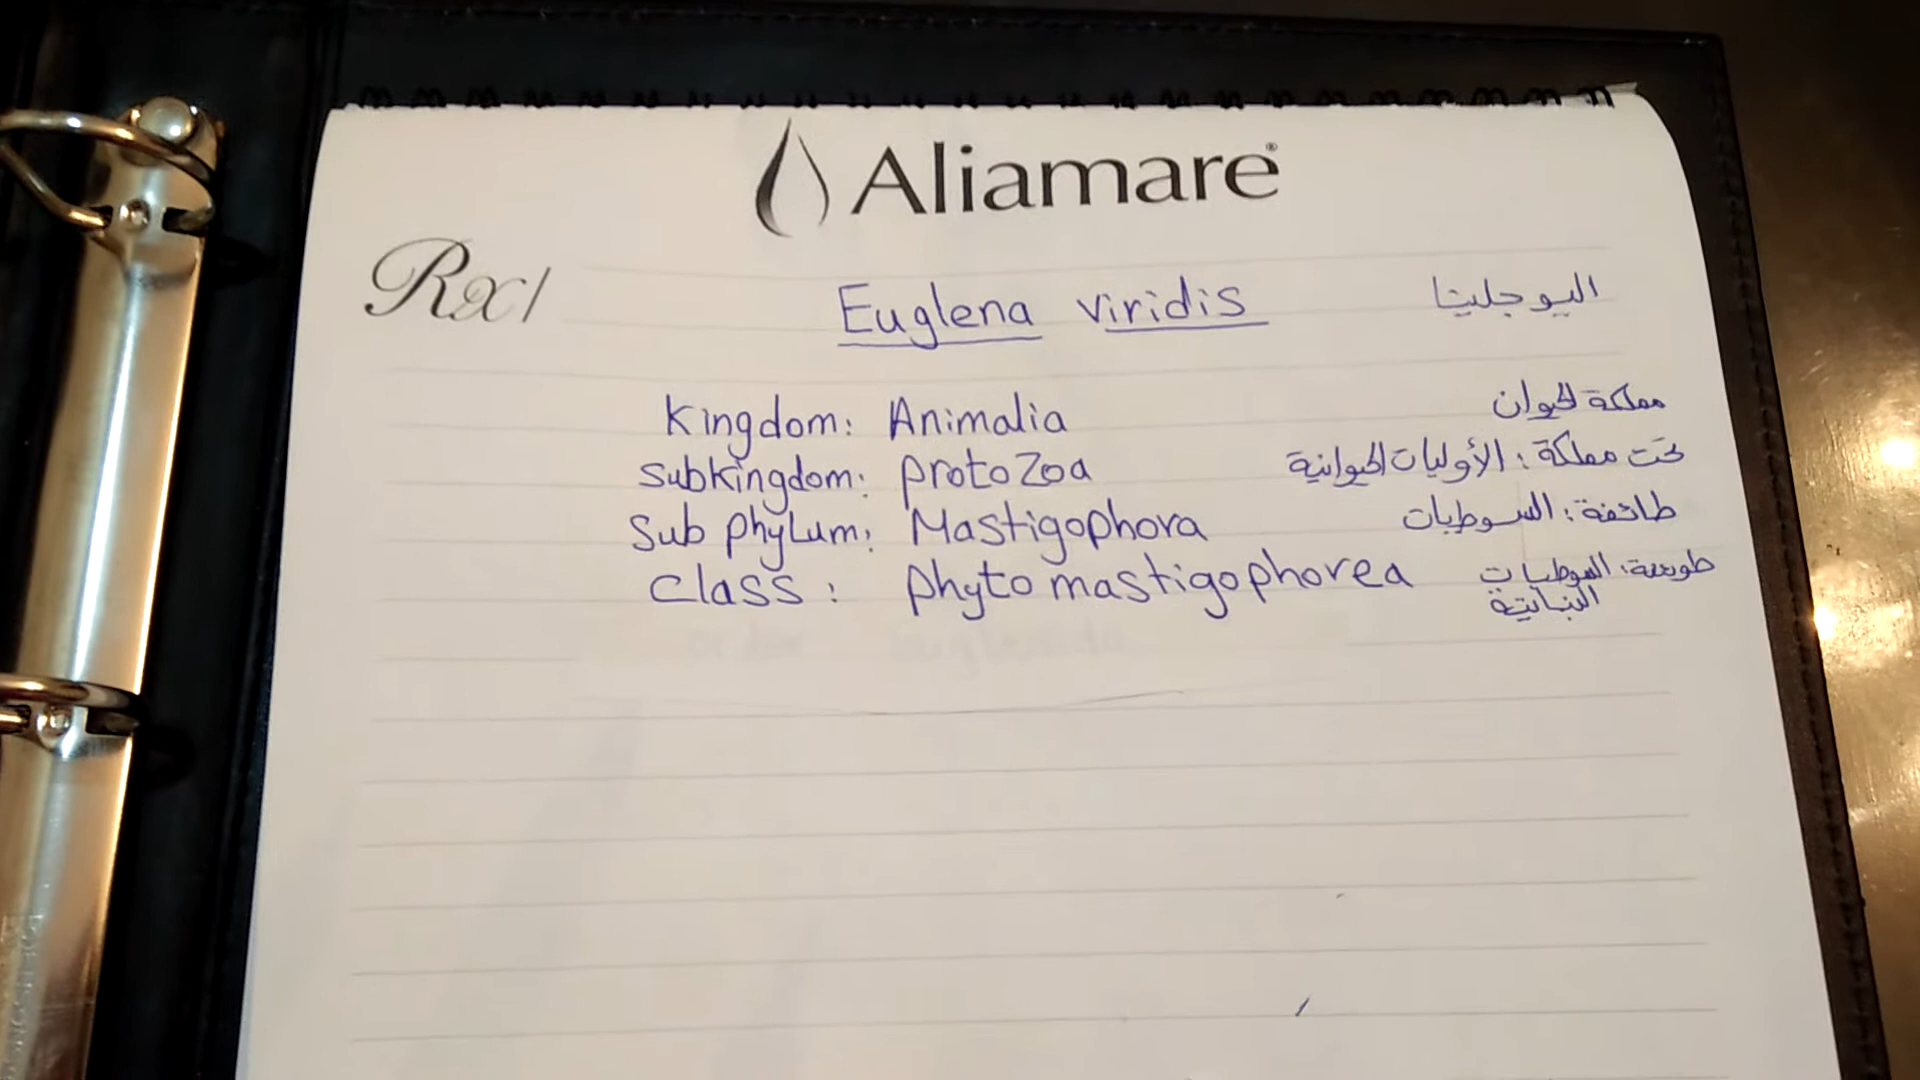 Aliamare®
Rx/
Euglena viridis اليوجلينا
Kingdom: Animalia مملكة الحيوان
Subkingdom: Protozoa تحت مملكة: الأوليات الحيوانية
Sub phylum: Mastigophora طائفة: السوطيات
Class: Phytomastigophorea طويئفة: السوطيات
النباتية